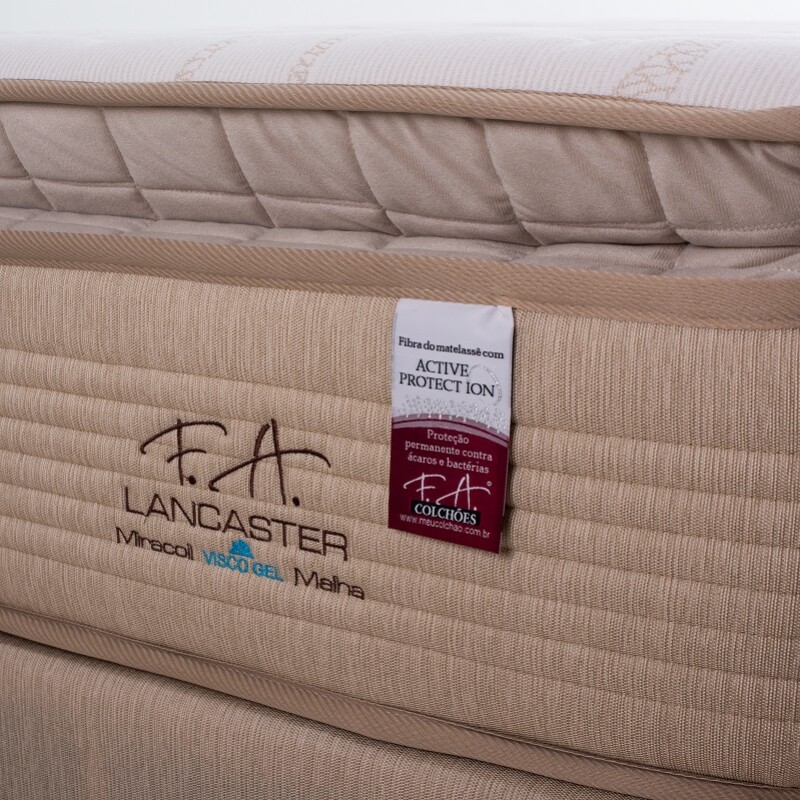 Fibra do matelassê com
ACTIVE
PROTECT ION
Proteção
permanente contra
ácaros e bactérias
F.A.®
COLCHÕES
www.meucolchao.com.br
F.A.
LANCASTER
Miracoil VISCO GEL Malha